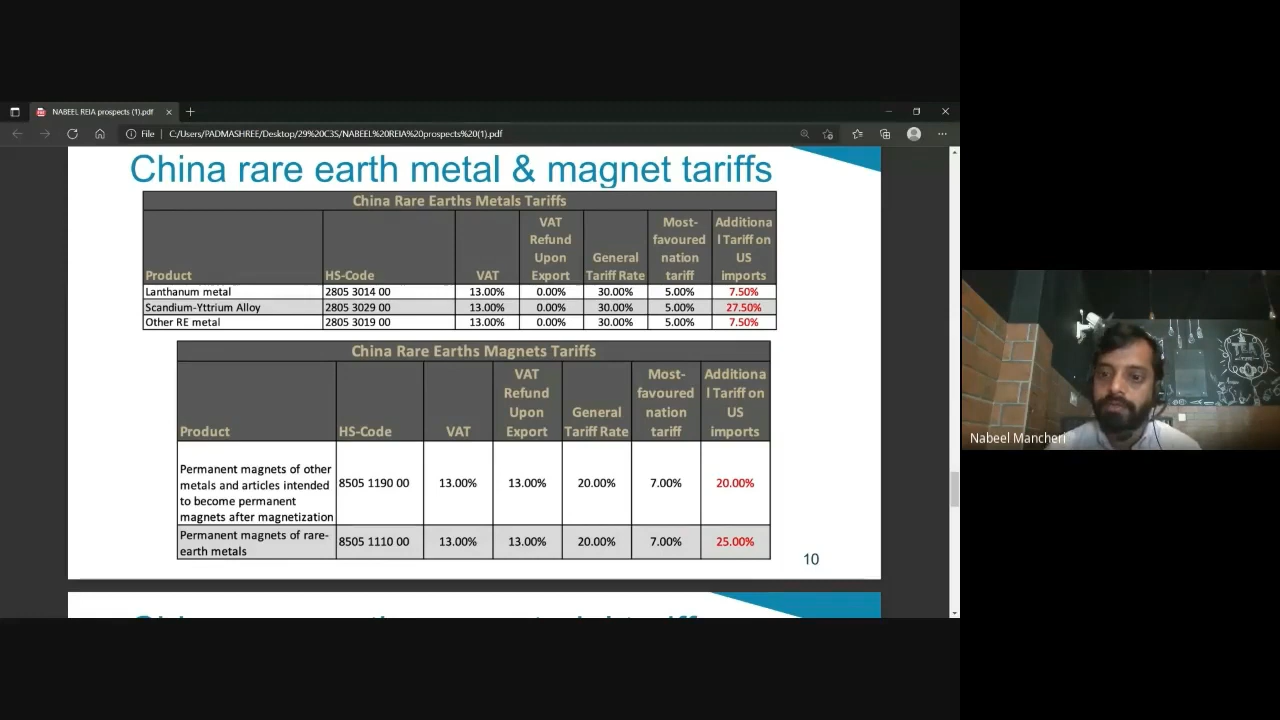 NABEEL REIA prospects (1).pdf
File | C:/Users/PADMASHREE/Desktop/29%20C3S/NABEEL%20REIA%20prospects%20(1).pdf
China rare earth metal & magnet tariffs
China Rare Earths Metals Tariffs
Product HS-Code VAT VAT Refund Upon Export General Tariff Rate Most-favoured nation tariff Additional Tariff on US imports
Lanthanum metal 2805 3014 00 13.00% 0.00% 30.00% 5.00% 7.50%
Scandium-Yttrium Alloy 2805 3029 00 13.00% 0.00% 30.00% 5.00% 27.50%
Other RE metal 2805 3019 00 13.00% 0.00% 30.00% 5.00% 7.50%
China Rare Earths Magnets Tariffs
Product HS-Code VAT VAT Refund Upon Export General Tariff Rate Most-favoured nation tariff Additional Tariff on US imports
Permanent magnets of other
metals and articles intended
to become permanent
magnets after magnetization
8505 1190 00 13.00% 13.00% 20.00% 7.00% 20.00%
Permanent magnets of rare-
earth metals
8505 1110 00 13.00% 13.00% 20.00% 7.00% 25.00%
10
TEA
Nabeel Mancheri